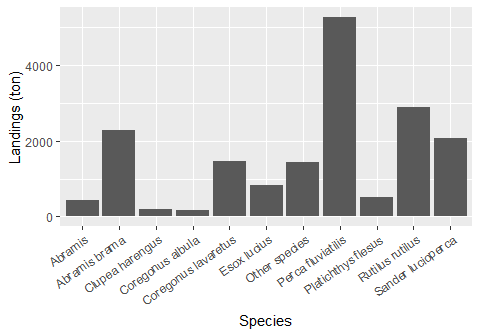 Landings (ton)
4000
2000
0
Abramis
Abramis brama
Clupea harengus
Coregonus albula
Coregonus lavaretus
Esox lucius
Other species
Perca fluviatilis
Platichthys flesus
Rutilus rutilus
Sander lucioperca
Species